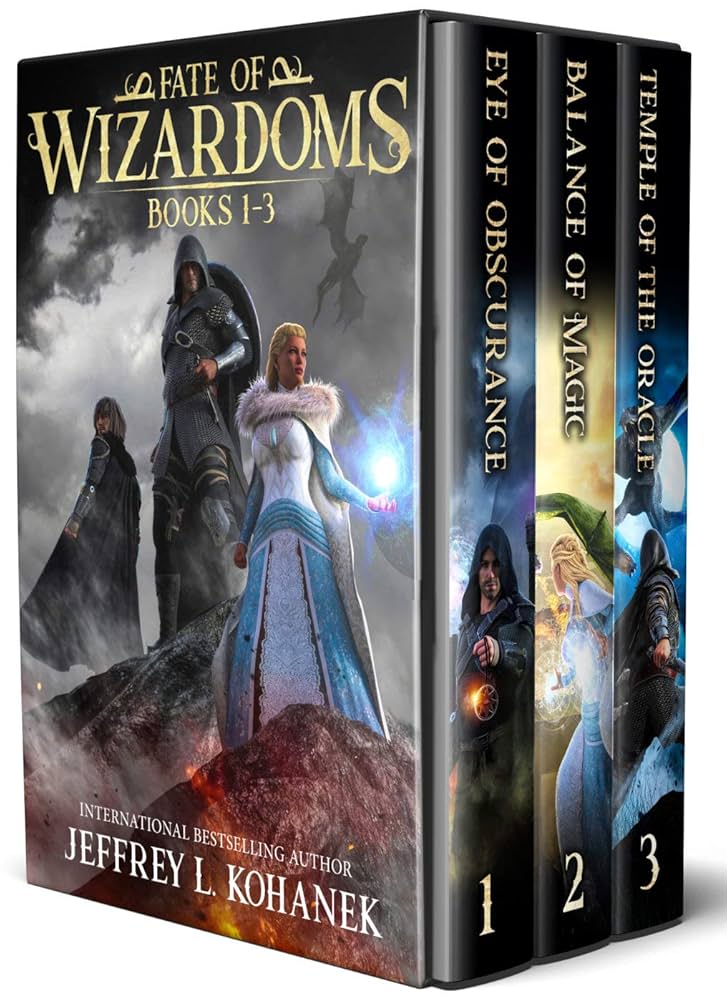 FATE OF
WIZARDOMS
BOOKS 1-3
INTERNATIONAL BESTSELLING AUTHOR
JEFFREY L. KOHANEK
EYE OF OBSCURANCE
1
BALANCE OF MAGIC
2
TEMPLE OF THE ORACLE
3